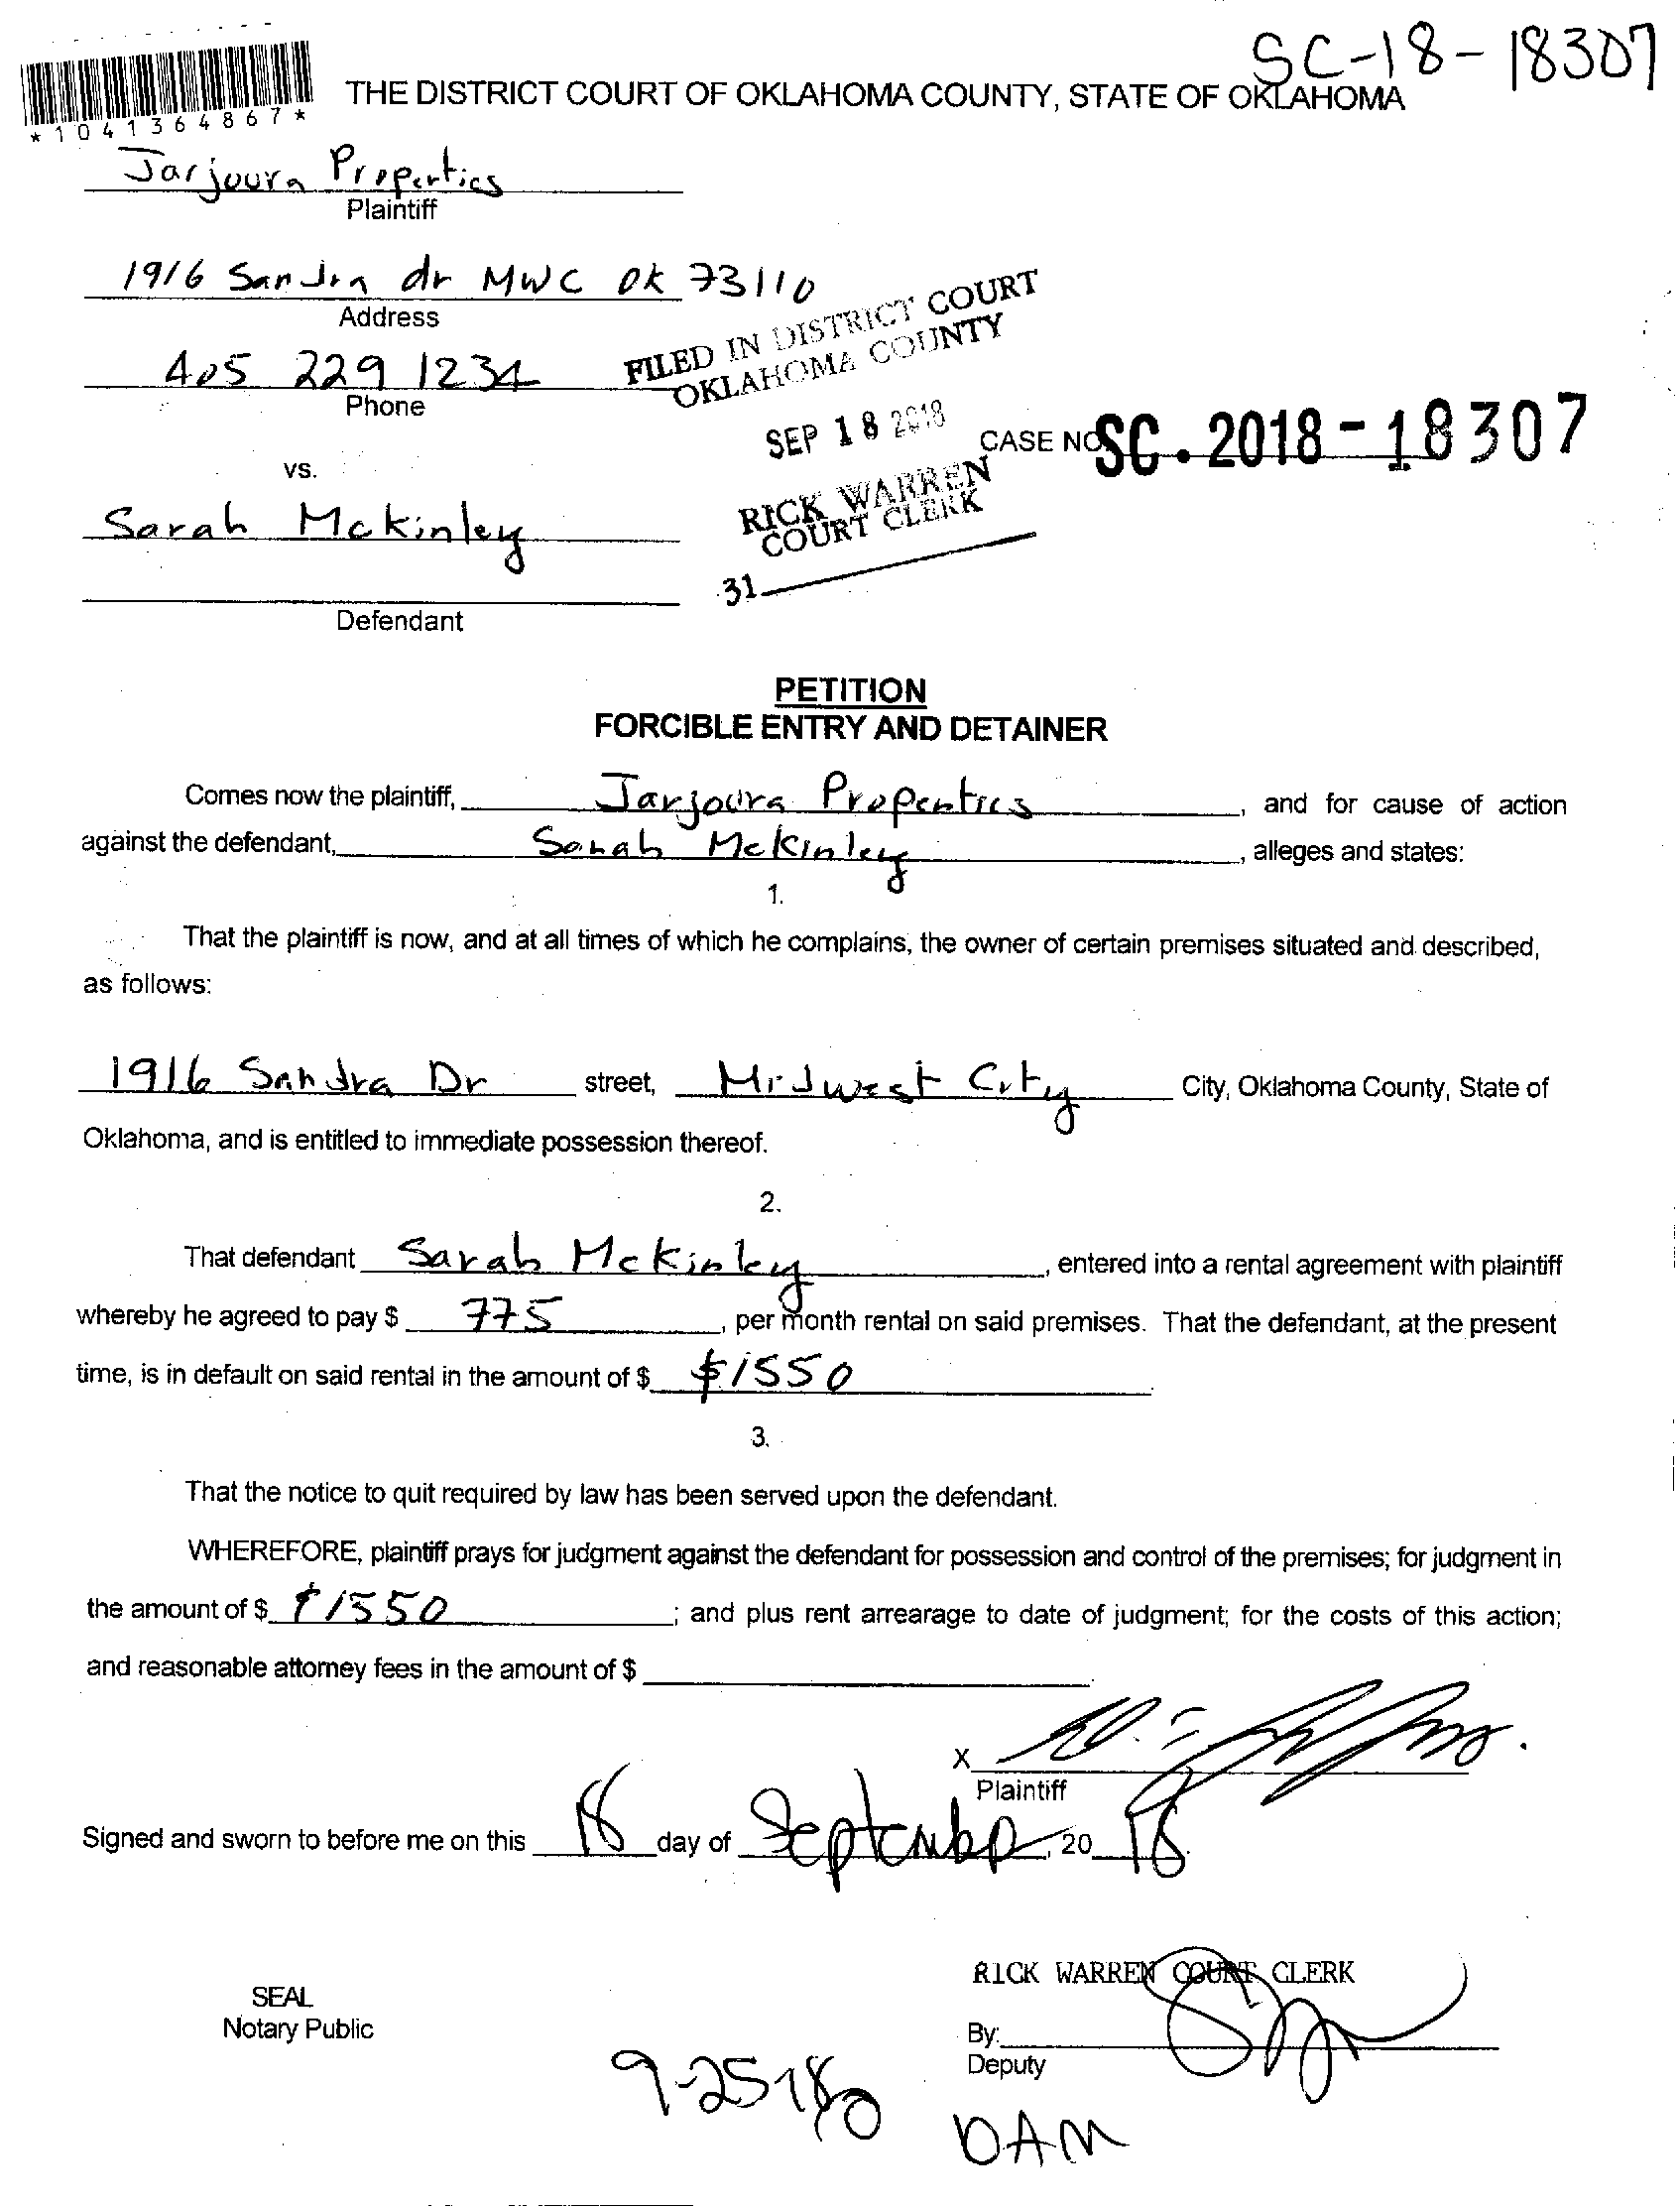 SC-18-18307
THE DISTRICT COURT OF OKLAHOMA COUNTY, STATE OF OKLAHOMA
*1041364867*
Jarjoura Properties
Plaintiff
1916 Sandra dr MWC OK 73110
Address
405 229 1234
Phone
FILED IN DISTRICT COURT
OKLAHOMA COUNTY
SEP 18 2018
CASE NO SC.2018-18307
vs.
RICK WARREN
COURT CLERK
Sarah Mckinley
31
Defendant
PETITION
FORCIBLE ENTRY AND DETAINER
Comes now the plaintiff, Jarjoura Properties, and for cause of action
against the defendant, Sarah Mckinley, alleges and states:
1.
That the plaintiff is now, and at all times of which he complains, the owner of certain premises situated and described,
as follows:
1916 Sandra Dr street, Midwest City City, Oklahoma County, State of
Oklahoma, and is entitled to immediate possession thereof.
2.
That defendant Sarah Mckinley, entered into a rental agreement with plaintiff
whereby he agreed to pay $ 775, per month rental on said premises. That the defendant, at the present
time, is in default on said rental in the amount of $ $1550
3.
That the notice to quit required by law has been served upon the defendant.
WHEREFORE, plaintiff prays for judgment against the defendant for possession and control of the premises; for judgment in
the amount of $ $1550; and plus rent arrearage to date of judgment; for the costs of this action;
and reasonable attorney fees in the amount of $
X
Plaintiff
Signed and sworn to before me on this 18 day of September, 20 18
RICK WARREN COURT CLERK
SEAL
Notary Public
By:
Deputy
9-25-18